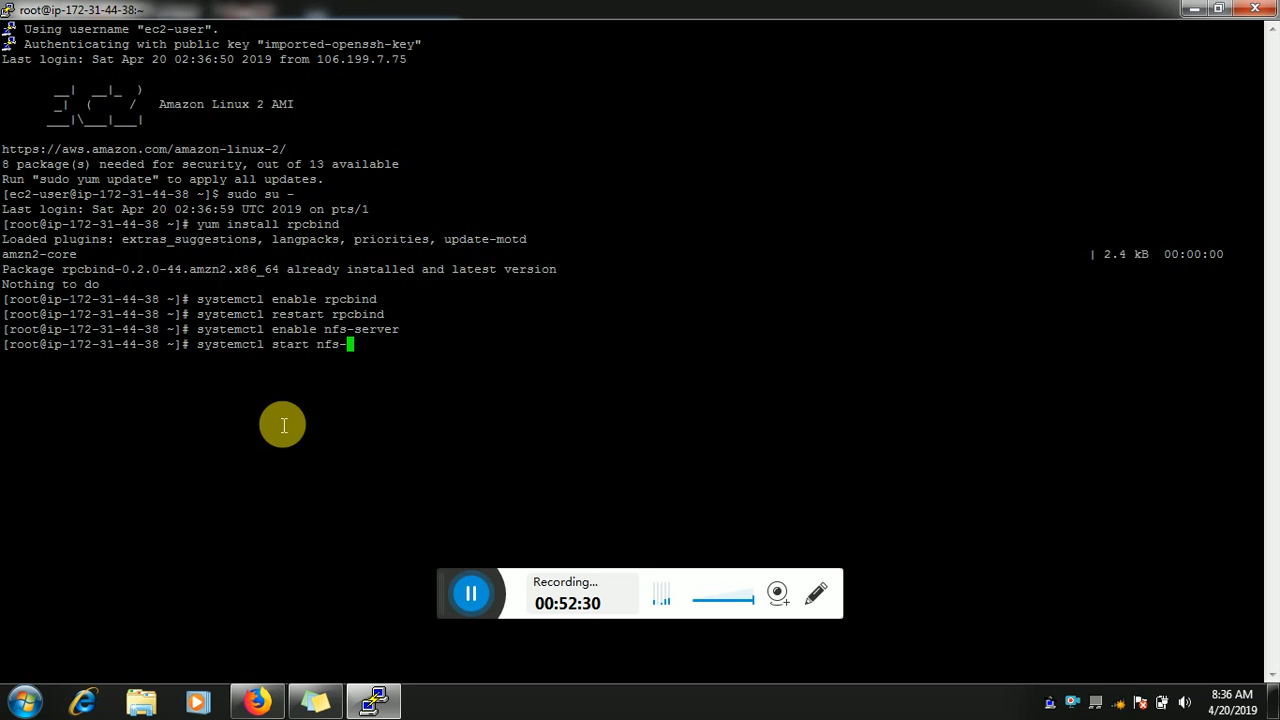 root@ip-172-31-44-38:~
Using username "ec2-user".
Authenticating with public key "imported-openssh-key"
Last login: Sat Apr 20 02:36:50 2019 from 106.199.7.75
__|  __|_  )
_|  (     /   Amazon Linux 2 AMI
___|\___|___|
https://aws.amazon.com/amazon-linux-2/
8 package(s) needed for security, out of 13 available
Run "sudo yum update" to apply all updates.
[ec2-user@ip-172-31-44-38 ~]$ sudo su -
Last login: Sat Apr 20 02:36:59 UTC 2019 on pts/1
[root@ip-172-31-44-38 ~]# yum install rpcbind
Loaded plugins: extras_suggestions, langpacks, priorities, update-motd
amzn2-core | 2.4 kB 00:00:00
Package rpcbind-0.2.0-44.amzn2.x86_64 already installed and latest version
Nothing to do
[root@ip-172-31-44-38 ~]# systemctl enable rpcbind
[root@ip-172-31-44-38 ~]# systemctl restart rpcbind
[root@ip-172-31-44-38 ~]# systemctl enable nfs-server
[root@ip-172-31-44-38 ~]# systemctl start nfs-
Recording...
00:52:30
8:36 AM
4/20/2019